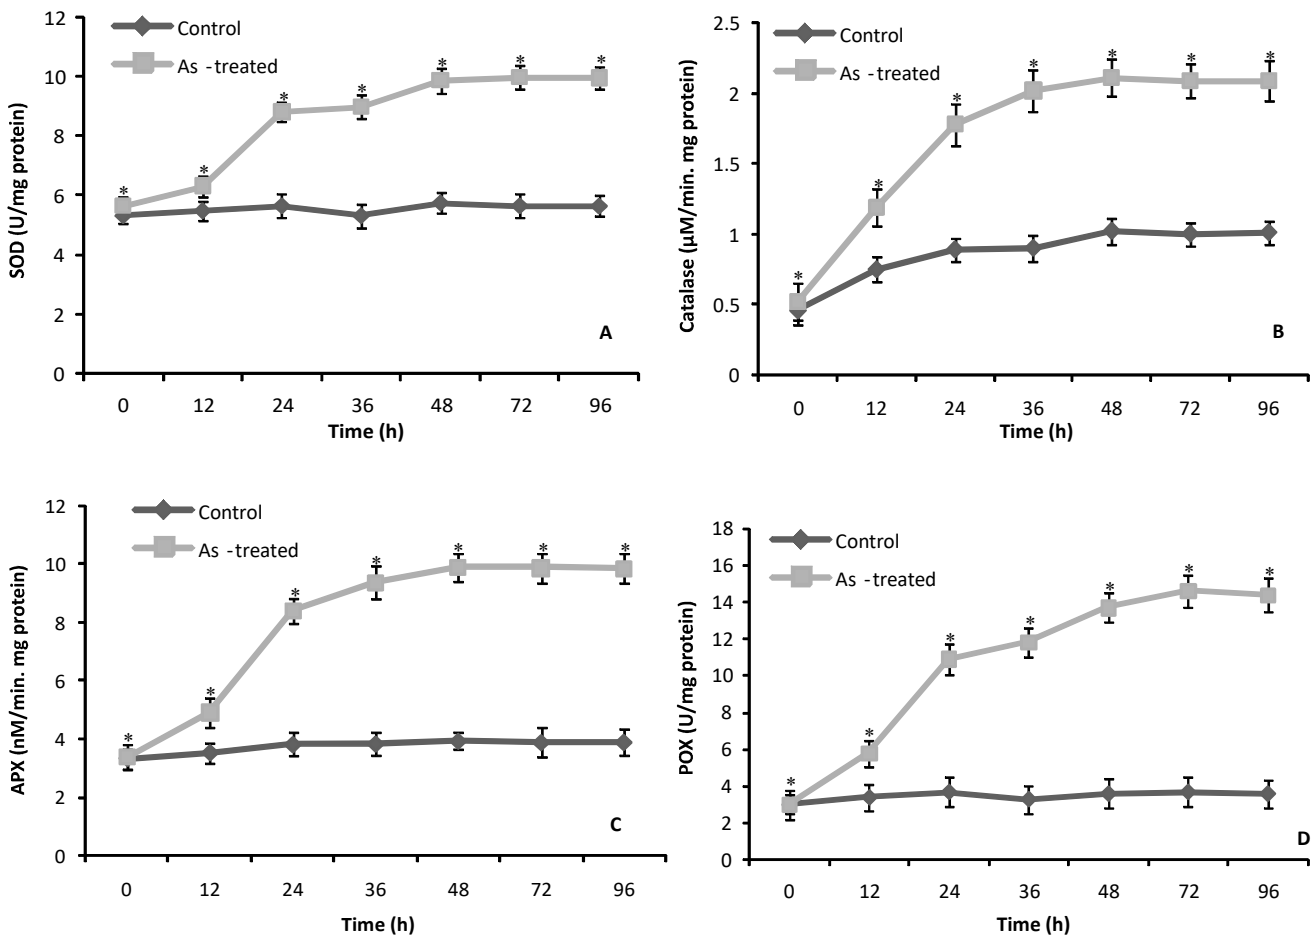 12
10
8
6
4
2
0
SOD (U/mg protein)
Control
As -treated
* * * * * * *
A
0 12 24 36 48 72 96
Time (h)
2.5
2
1.5
1
0.5
0
Catalase (µM/min. mg protein)
Control
As -treated
* * * * * * *
B
0 12 24 36 48 72 96
Time (h)
12
10
8
6
4
2
0
APX (nM/min. mg protein)
Control
As -treated
* * * * * * *
C
0 12 24 36 48 72 96
Time (h)
18
16
14
12
10
8
6
4
2
0
POX (U/mg protein)
Control
As -treated
* * * * * * *
D
0 12 24 36 48 72 96
Time (h)